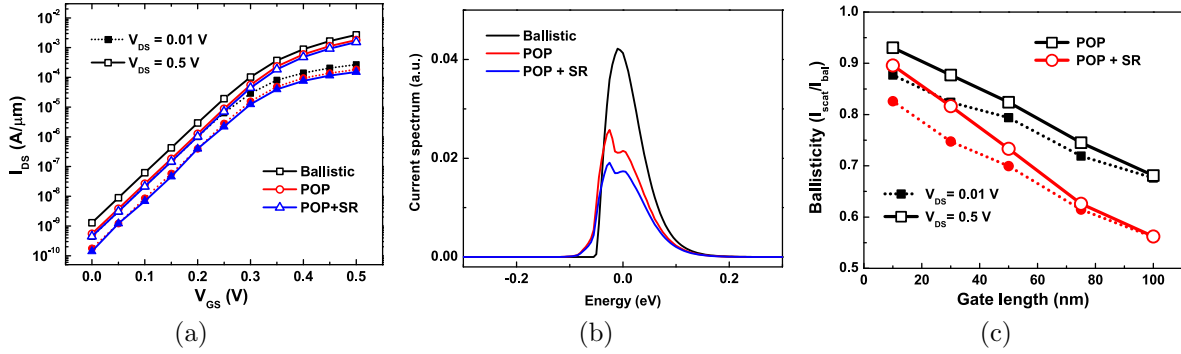 V_DS = 0.01 V
V_DS = 0.5 V
Ballistic
POP
POP+SR
10^-2
10^-3
10^-4
10^-5
10^-6
10^-7
10^-8
10^-9
10^-10
I_DS (A/μm)
0.0 0.1 0.2 0.3 0.4 0.5
V_GS (V)
(a)
Ballistic
POP
POP + SR
0.04
0.02
0.00
Current spectrum (a.u.)
-0.2 0.0 0.2
Energy (eV)
(b)
POP
POP + SR
V_DS= 0.01 V
V_DS= 0.5 V
1.0
0.9
0.8
0.7
0.6
0.5
Ballisticity (I_scat/I_bal)
0 20 40 60 80 100
Gate length (nm)
(c)